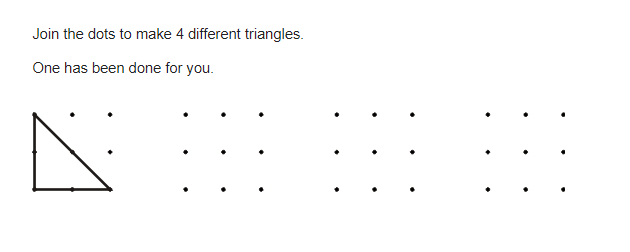 Join the dots to make 4 different triangles.
One has been done for you.